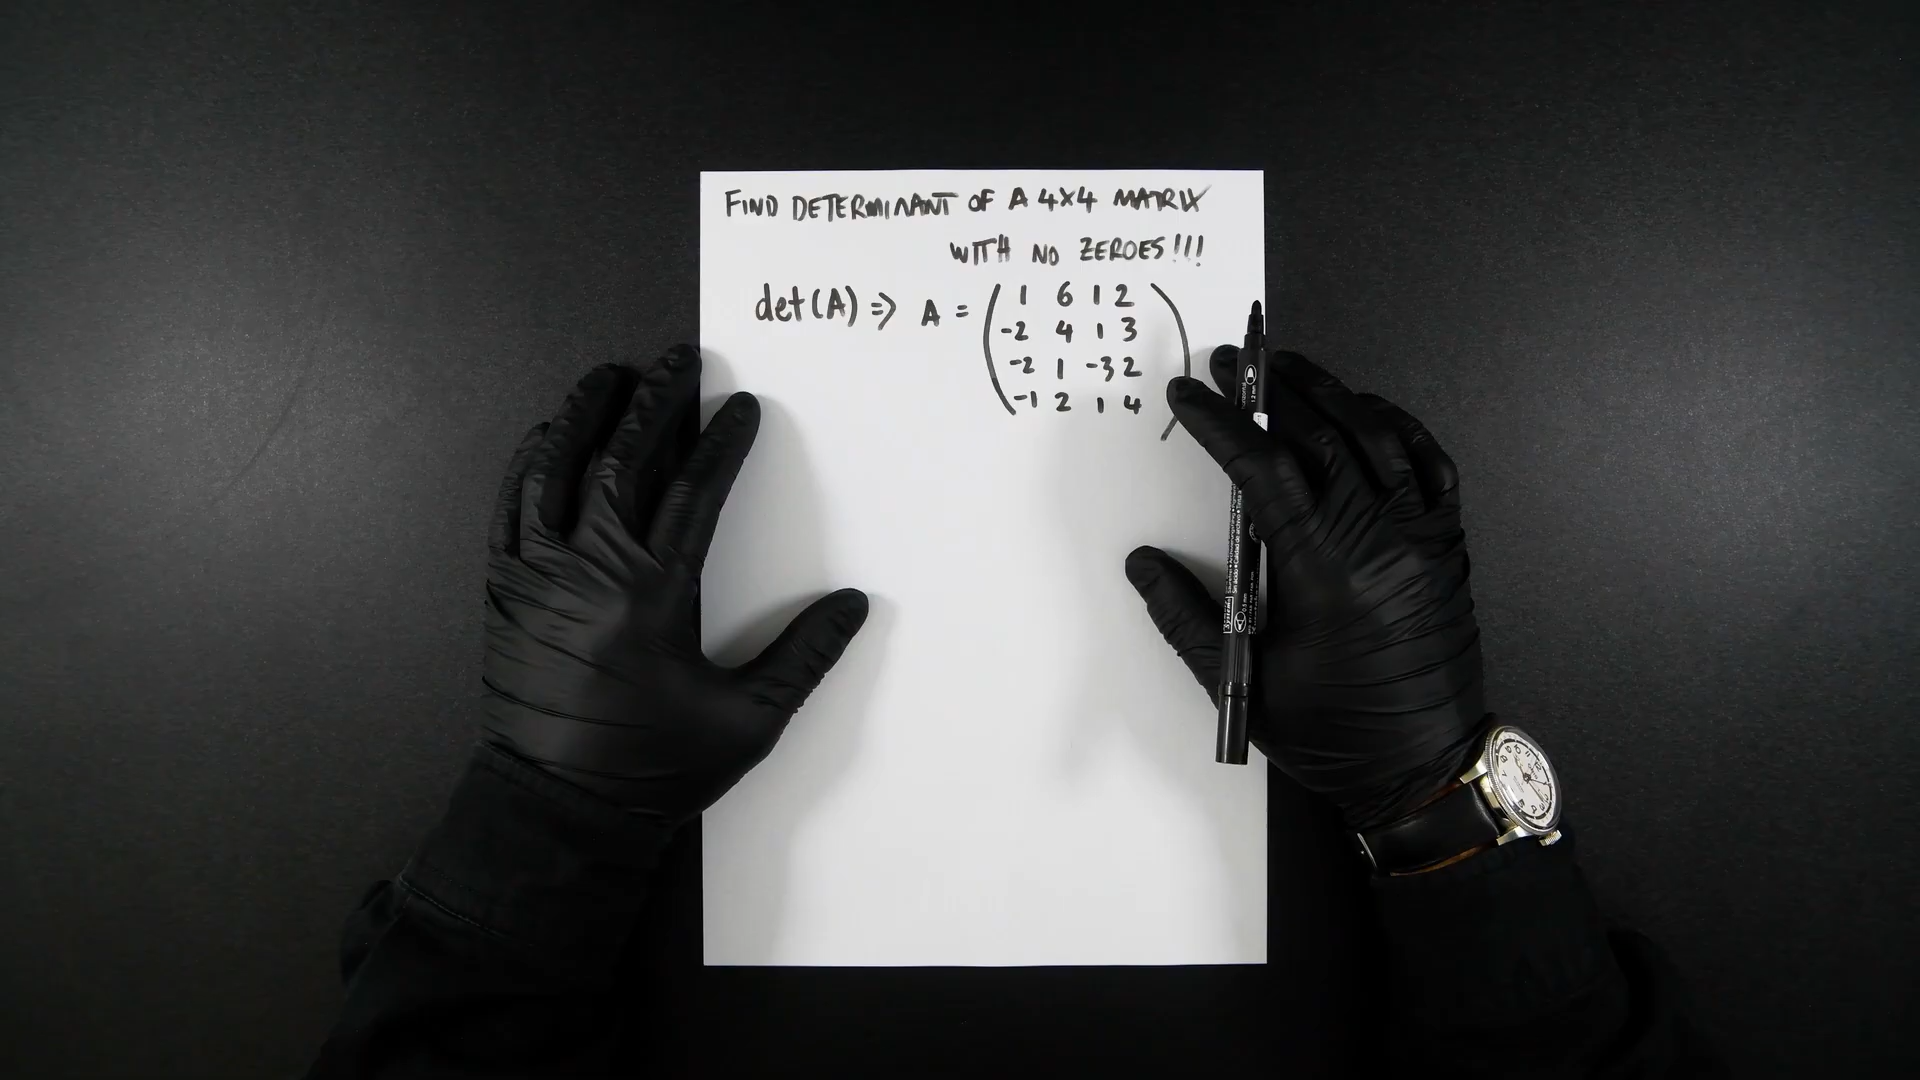 FIND DETERMINANT OF A 4X4 MATRIX
WITH NO ZEROES!!!
det(A) => A = ( 1 6 1 2
-2 4 1 3
-2 1 -3 2
-1 2 1 4 )